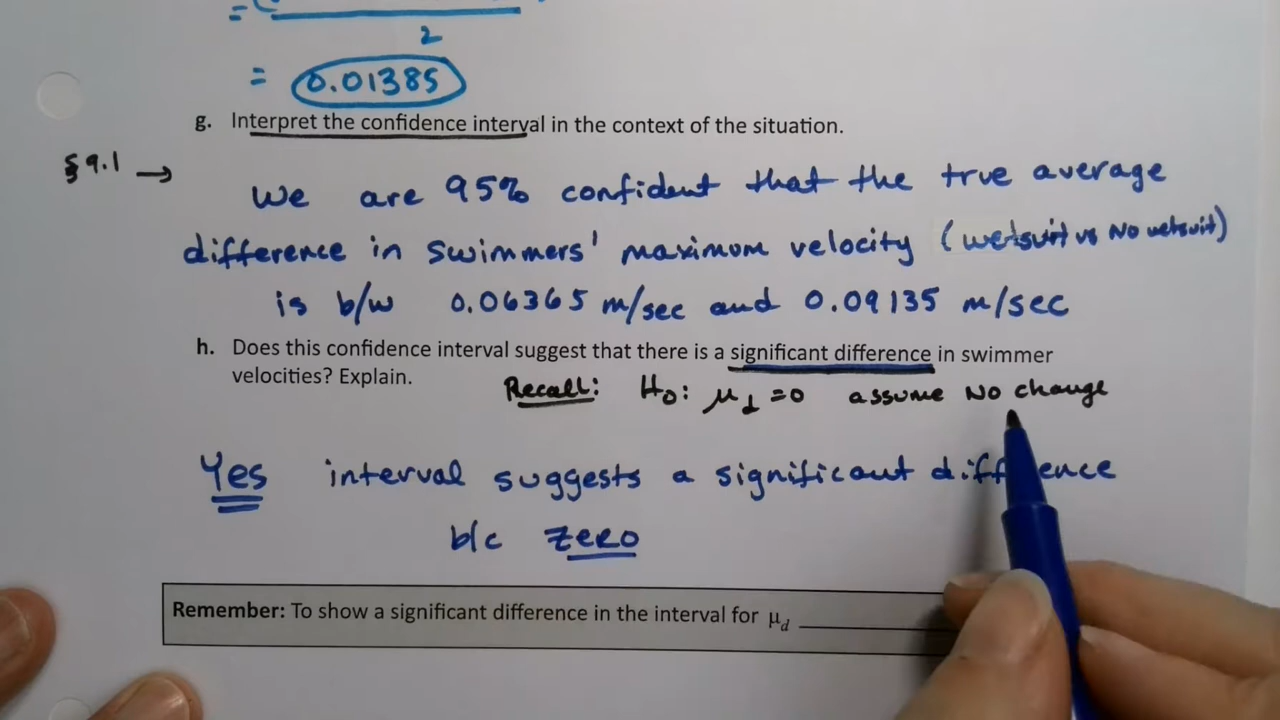 =
2
= 0.01385
g. Interpret the confidence interval in the context of the situation.
§9.1 →
We are 95% confident that the true average
difference in swimmers' maximum velocity (wetsuit vs No wetsuit)
is b/w 0.06365 m/sec and 0.09135 m/sec
h. Does this confidence interval suggest that there is a significant difference in swimmer
velocities? Explain.
Recall: H₀: μd = 0 assume No change
Yes interval suggests a significant difference
b/c zero
Remember: To show a significant difference in the interval for μd